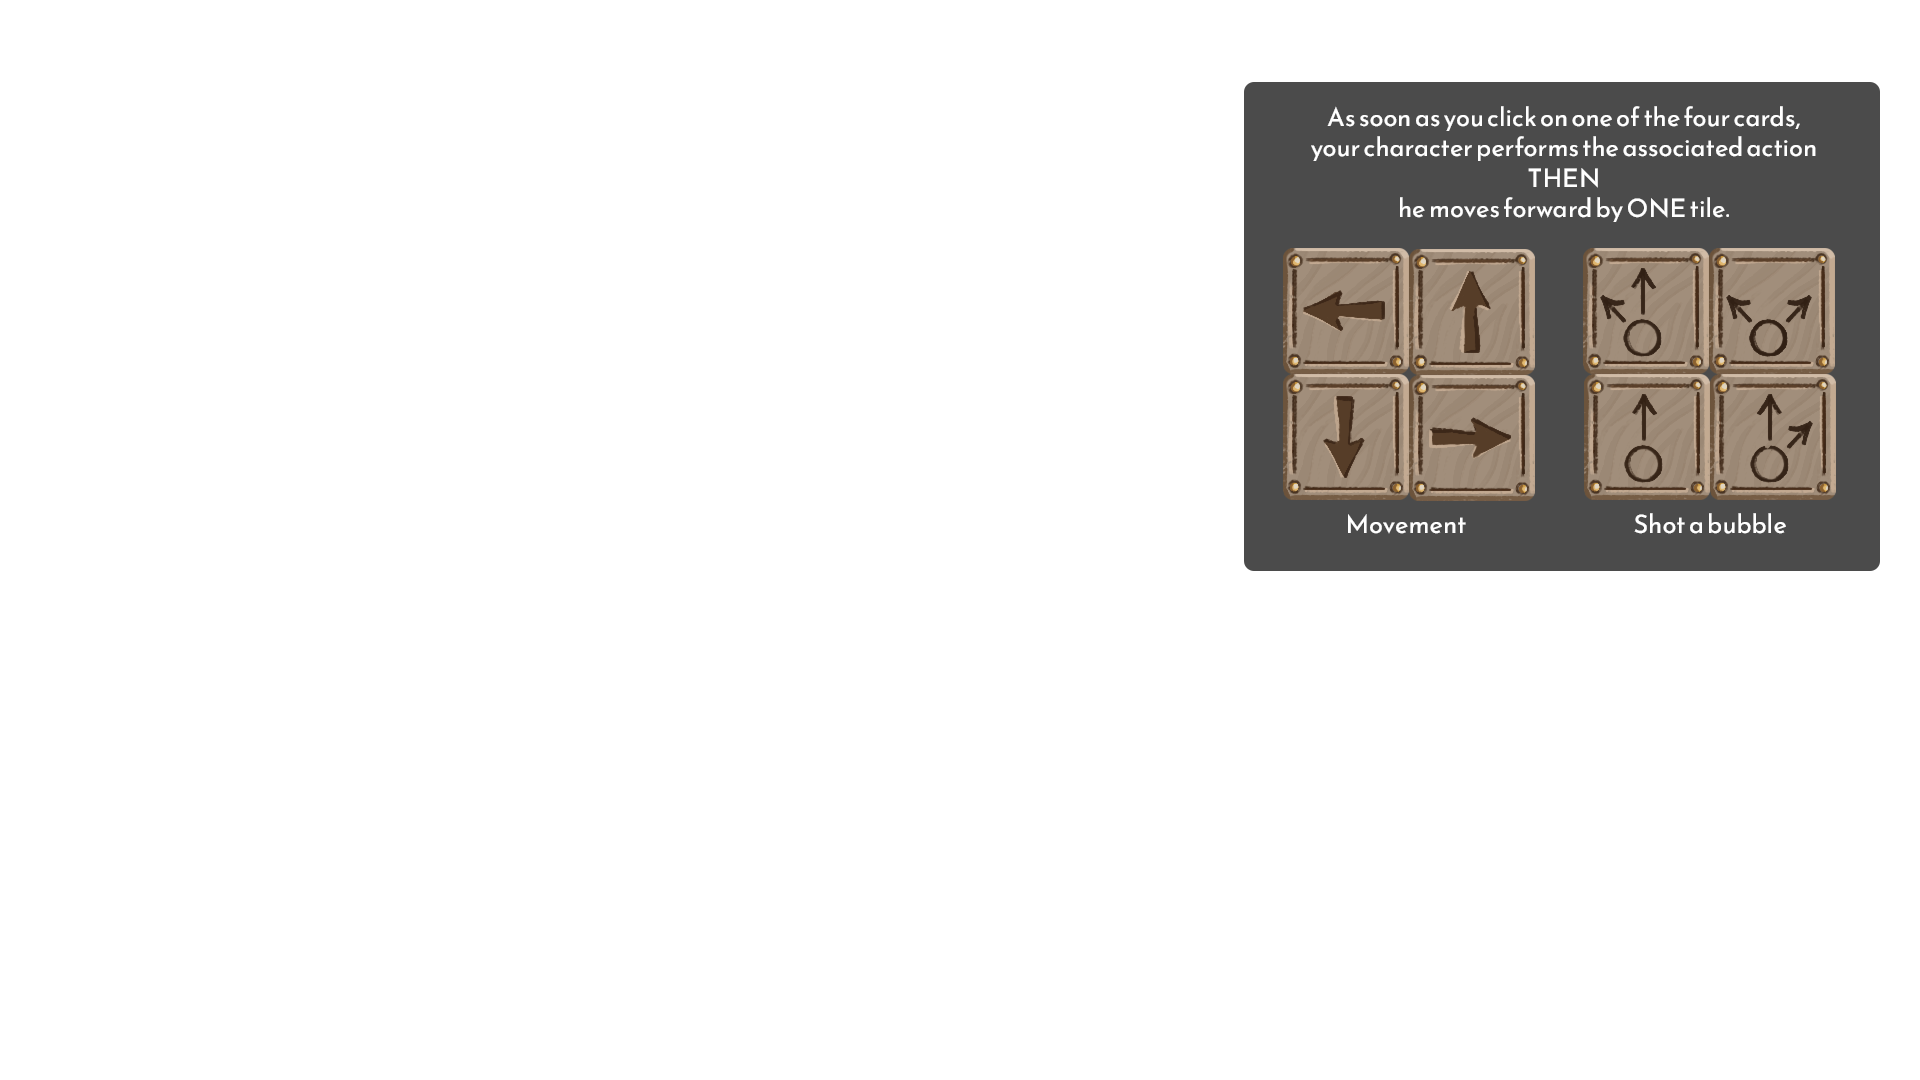 As soon as you click on one of the four cards,
your character performs the associated action
THEN
he moves forward by ONE tile.
Movement
Shot a bubble